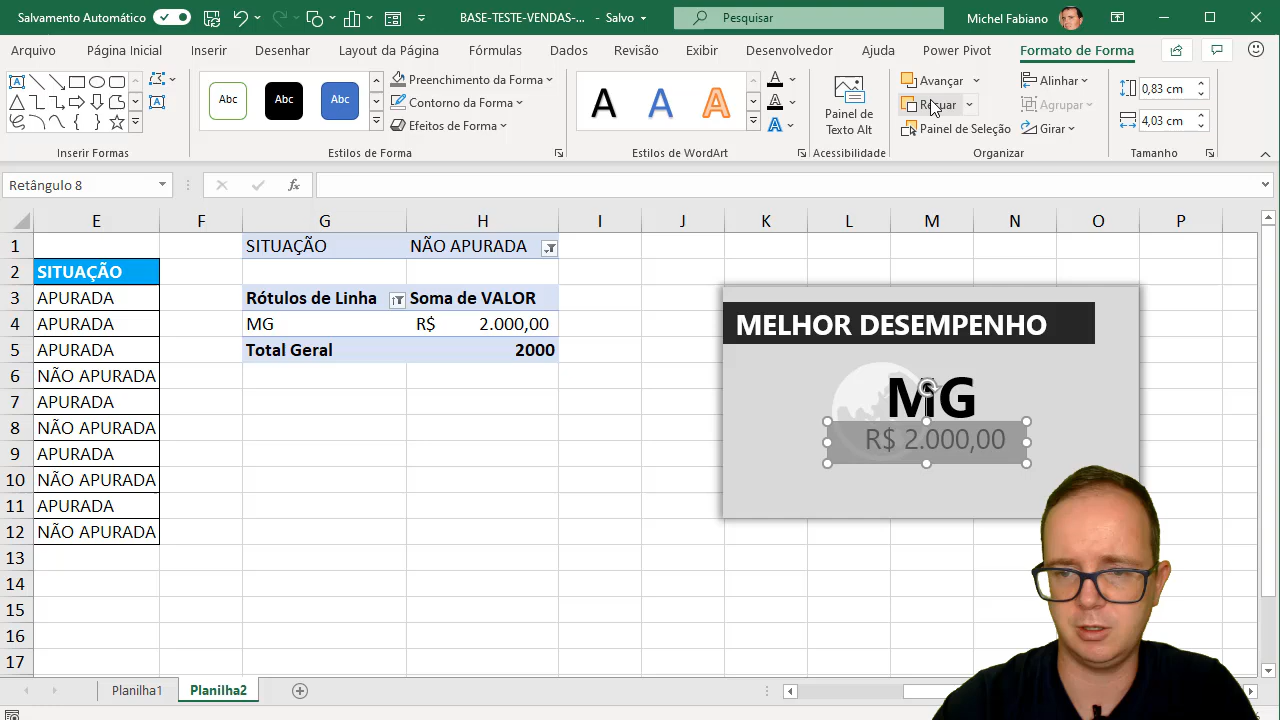 Salvamento Automático
BASE-TESTE-VENDAS-... - Salvo
Pesquisar
Michel Fabiano
Arquivo Página Inicial Inserir Desenhar Layout da Página Fórmulas Dados Revisão Exibir Desenvolvedor Ajuda Power Pivot Formato de Forma
Abc Abc Abc
Preenchimento da Forma
Contorno da Forma
Efeitos de Forma
A A A
Painel de
Texto Alt
Avançar
Recuar
Painel de Seleção
Alinhar
Agrupar
Girar
0,83 cm
4,03 cm
Inserir Formas Estilos de Forma Estilos de WordArt Acessibilidade Organizar Tamanho
Retângulo 8
fx
E F G H I J K L M N O P
1 SITUAÇÃO NÃO APURADA
2 SITUAÇÃO
3 APURADA Rótulos de Linha Soma de VALOR
4 APURADA MG R$ 2.000,00
5 APURADA Total Geral 2000
6 NÃO APURADA
7 APURADA
8 NÃO APURADA
9 APURADA
10 NÃO APURADA
11 APURADA
12 NÃO APURADA
13
14
15
16
17
MELHOR DESEMPENHO
MG
R$ 2.000,00
Planilha1 Planilha2